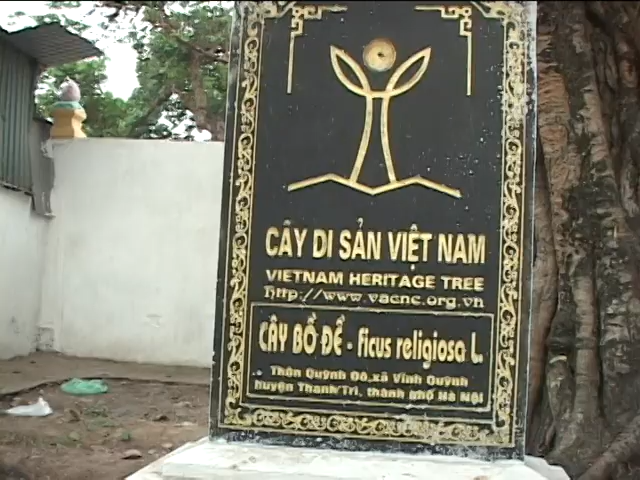 CÂY DI SẢN VIỆT NAM
VIETNAM HERITAGE TREE
http://www.vacne.org.vn
CÂY BỒ ĐỀ - ficus religiosa L.
Thôn Quỳnh Đô, xã Vĩnh Quỳnh
huyện Thanh Trì, thành phố Hà Nội